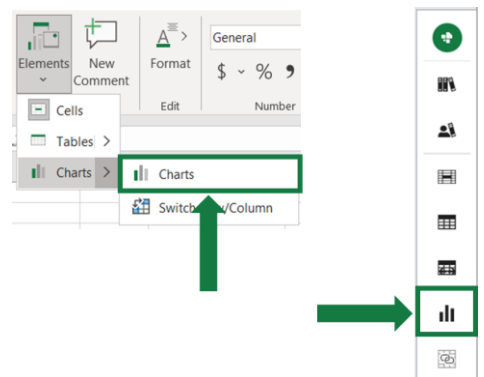 General
Elements
New
Comment
Format
$ %
Cells
Edit
Number
Tables
Charts
Charts
Switch /Column